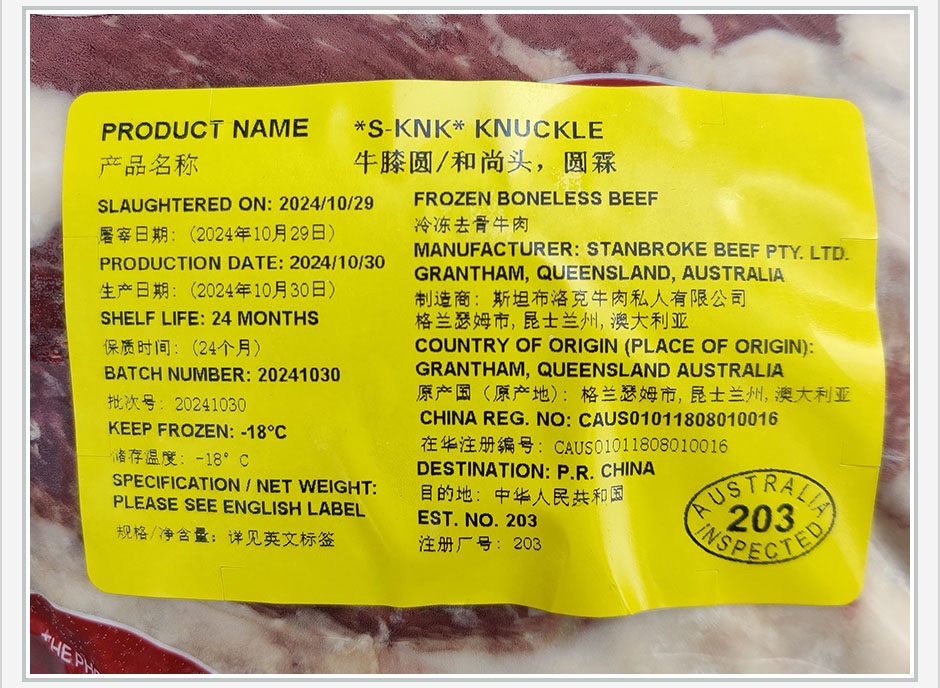 PRODUCT NAME *S-KNK* KNUCKLE
产品名称 牛膝圆/和尚头，圆霖
SLAUGHTERED ON: 2024/10/29
屠宰日期：(2024年10月29日)
PRODUCTION DATE: 2024/10/30
生产日期：(2024年10月30日)
SHELF LIFE: 24 MONTHS
保质时间：(24个月)
BATCH NUMBER: 20241030
批次号：20241030
KEEP FROZEN: -18°C
储存温度：-18° C
SPECIFICATION / NET WEIGHT:
PLEASE SEE ENGLISH LABEL
规格/净含量：详见英文标签
FROZEN BONELESS BEEF
冷冻去骨牛肉
MANUFACTURER: STANBROKE BEEF PTY. LTD.
GRANTHAM, QUEENSLAND, AUSTRALIA
制造商：斯坦布洛克牛肉私人有限公司
格兰瑟姆市, 昆士兰州, 澳大利亚
COUNTRY OF ORIGIN (PLACE OF ORIGIN):
GRANTHAM, QUEENSLAND AUSTRALIA
原产国（原产地）：格兰瑟姆市, 昆士兰州, 澳大利亚
CHINA REG. NO: CAUS01011808010016
在华注册编号：CAUS01011808010016
DESTINATION: P.R. CHINA
目的地：中华人民共和国
EST. NO. 203
注册厂号：203
AUSTRALIA
203
INSPECTED
THE